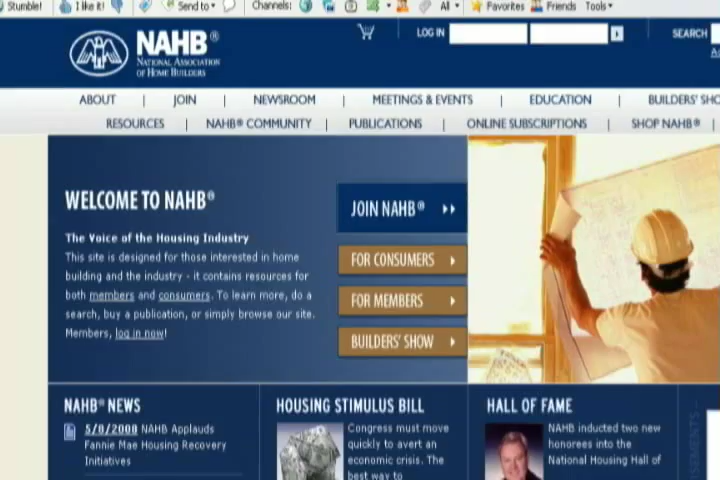 Stumble! I like it! Send to Channels: All Favorites Friends Tools
NAHB®
NATIONAL ASSOCIATION
OF HOME BUILDERS
LOG IN
SEARCH
ABOUT | JOIN | NEWSROOM | MEETINGS & EVENTS | EDUCATION | BUILDERS' SHO
RESOURCES | NAHB® COMMUNITY | PUBLICATIONS | ONLINE SUBSCRIPTIONS | SHOP NAHB® |
WELCOME TO NAHB®
The Voice of the Housing Industry
This site is designed for those interested in home
building and the industry - it contains resources for
both members and consumers. To learn more, do a
search, buy a publication, or simply browse our site.
Members, log in now!
JOIN NAHB®
FOR CONSUMERS
FOR MEMBERS
BUILDERS' SHOW
NAHB® NEWS
5/8/2008 NAHB Applauds
Fannie Mae Housing Recovery
Initiatives
HOUSING STIMULUS BILL
Congress must move
quickly to avert an
economic crisis. The
best way to
HALL OF FAME
NAHB inducted two new
honorees into the
National Housing Hall of